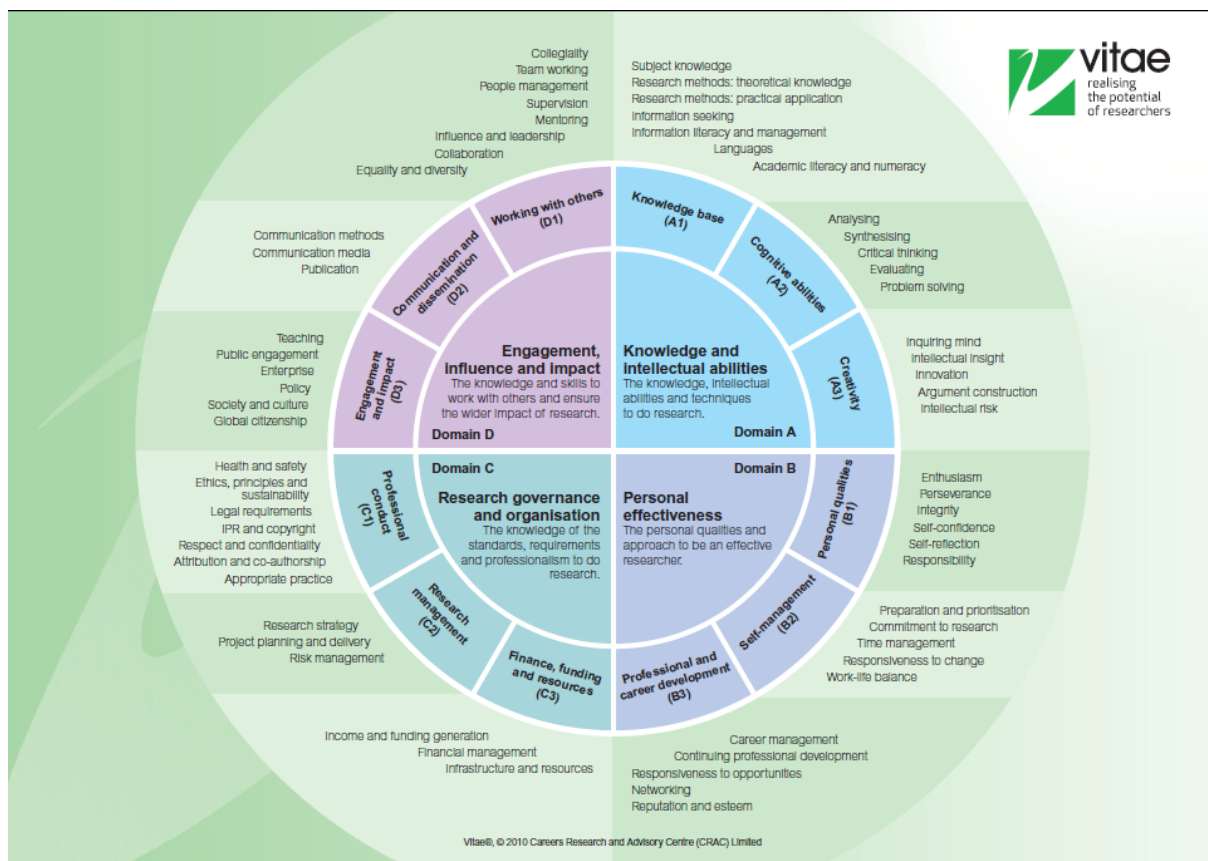 vitae
realising
the potential
of researchers
Collegiality
Team working
People management
Supervision
Mentoring
Influence and leadership
Collaboration
Equality and diversity
Subject knowledge
Research methods: theoretical knowledge
Research methods: practical application
Information seeking
Information literacy and management
Languages
Academic literacy and numeracy
Working with others
(D1)
Knowledge base
(A1)
Communication methods
Communication media
Publication
Communication and
dissemination
(D2)
Cognitive abilities
(A2)
Analysing
Synthesising
Critical thinking
Evaluating
Problem solving
Teaching
Public engagement
Enterprise
Policy
Society and culture
Global citizenship
Engagement
and impact
(D3)
Engagement,
influence and impact
The knowledge and skills to
work with others and ensure
the wider impact of research.
Domain D
Knowledge and
intellectual abilities
The knowledge, intellectual
abilities and techniques
to do research.
Domain A
Creativity
(A3)
Inquiring mind
Intellectual insight
Innovation
Argument construction
Intellectual risk
Health and safety
Ethics, principles and
sustainability
Legal requirements
IPR and copyright
Respect and confidentiality
Attribution and co-authorship
Appropriate practice
Professional
conduct
(C1)
Domain C
Research governance
and organisation
The knowledge of the
standards, requirements
and professionalism to do
research.
Domain B
Personal
effectiveness
The personal qualities and
approach to be an effective
researcher.
Personal qualities
(B1)
Enthusiasm
Perseverance
Integrity
Self-confidence
Self-reflection
Responsibility
Research strategy
Project planning and delivery
Risk management
Research
management
(C2)
Self-management
(B2)
Preparation and prioritisation
Commitment to research
Time management
Responsiveness to change
Work-life balance
Finance, funding
and resources
(C3)
Professional and
career development
(B3)
Income and funding generation
Financial management
Infrastructure and resources
Career management
Continuing professional development
Responsiveness to opportunities
Networking
Reputation and esteem
Vitae®, © 2010 Careers Research and Advisory Centre (CRAC) Limited